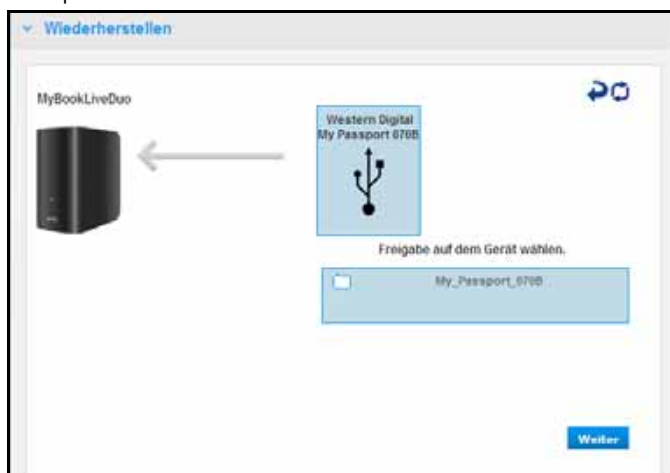 Wiederherstellen
MyBookLiveDuo
Western Digital
My Passport 070B
Freigabe auf dem Gerät wählen.
My_Passport_070B
Weiter